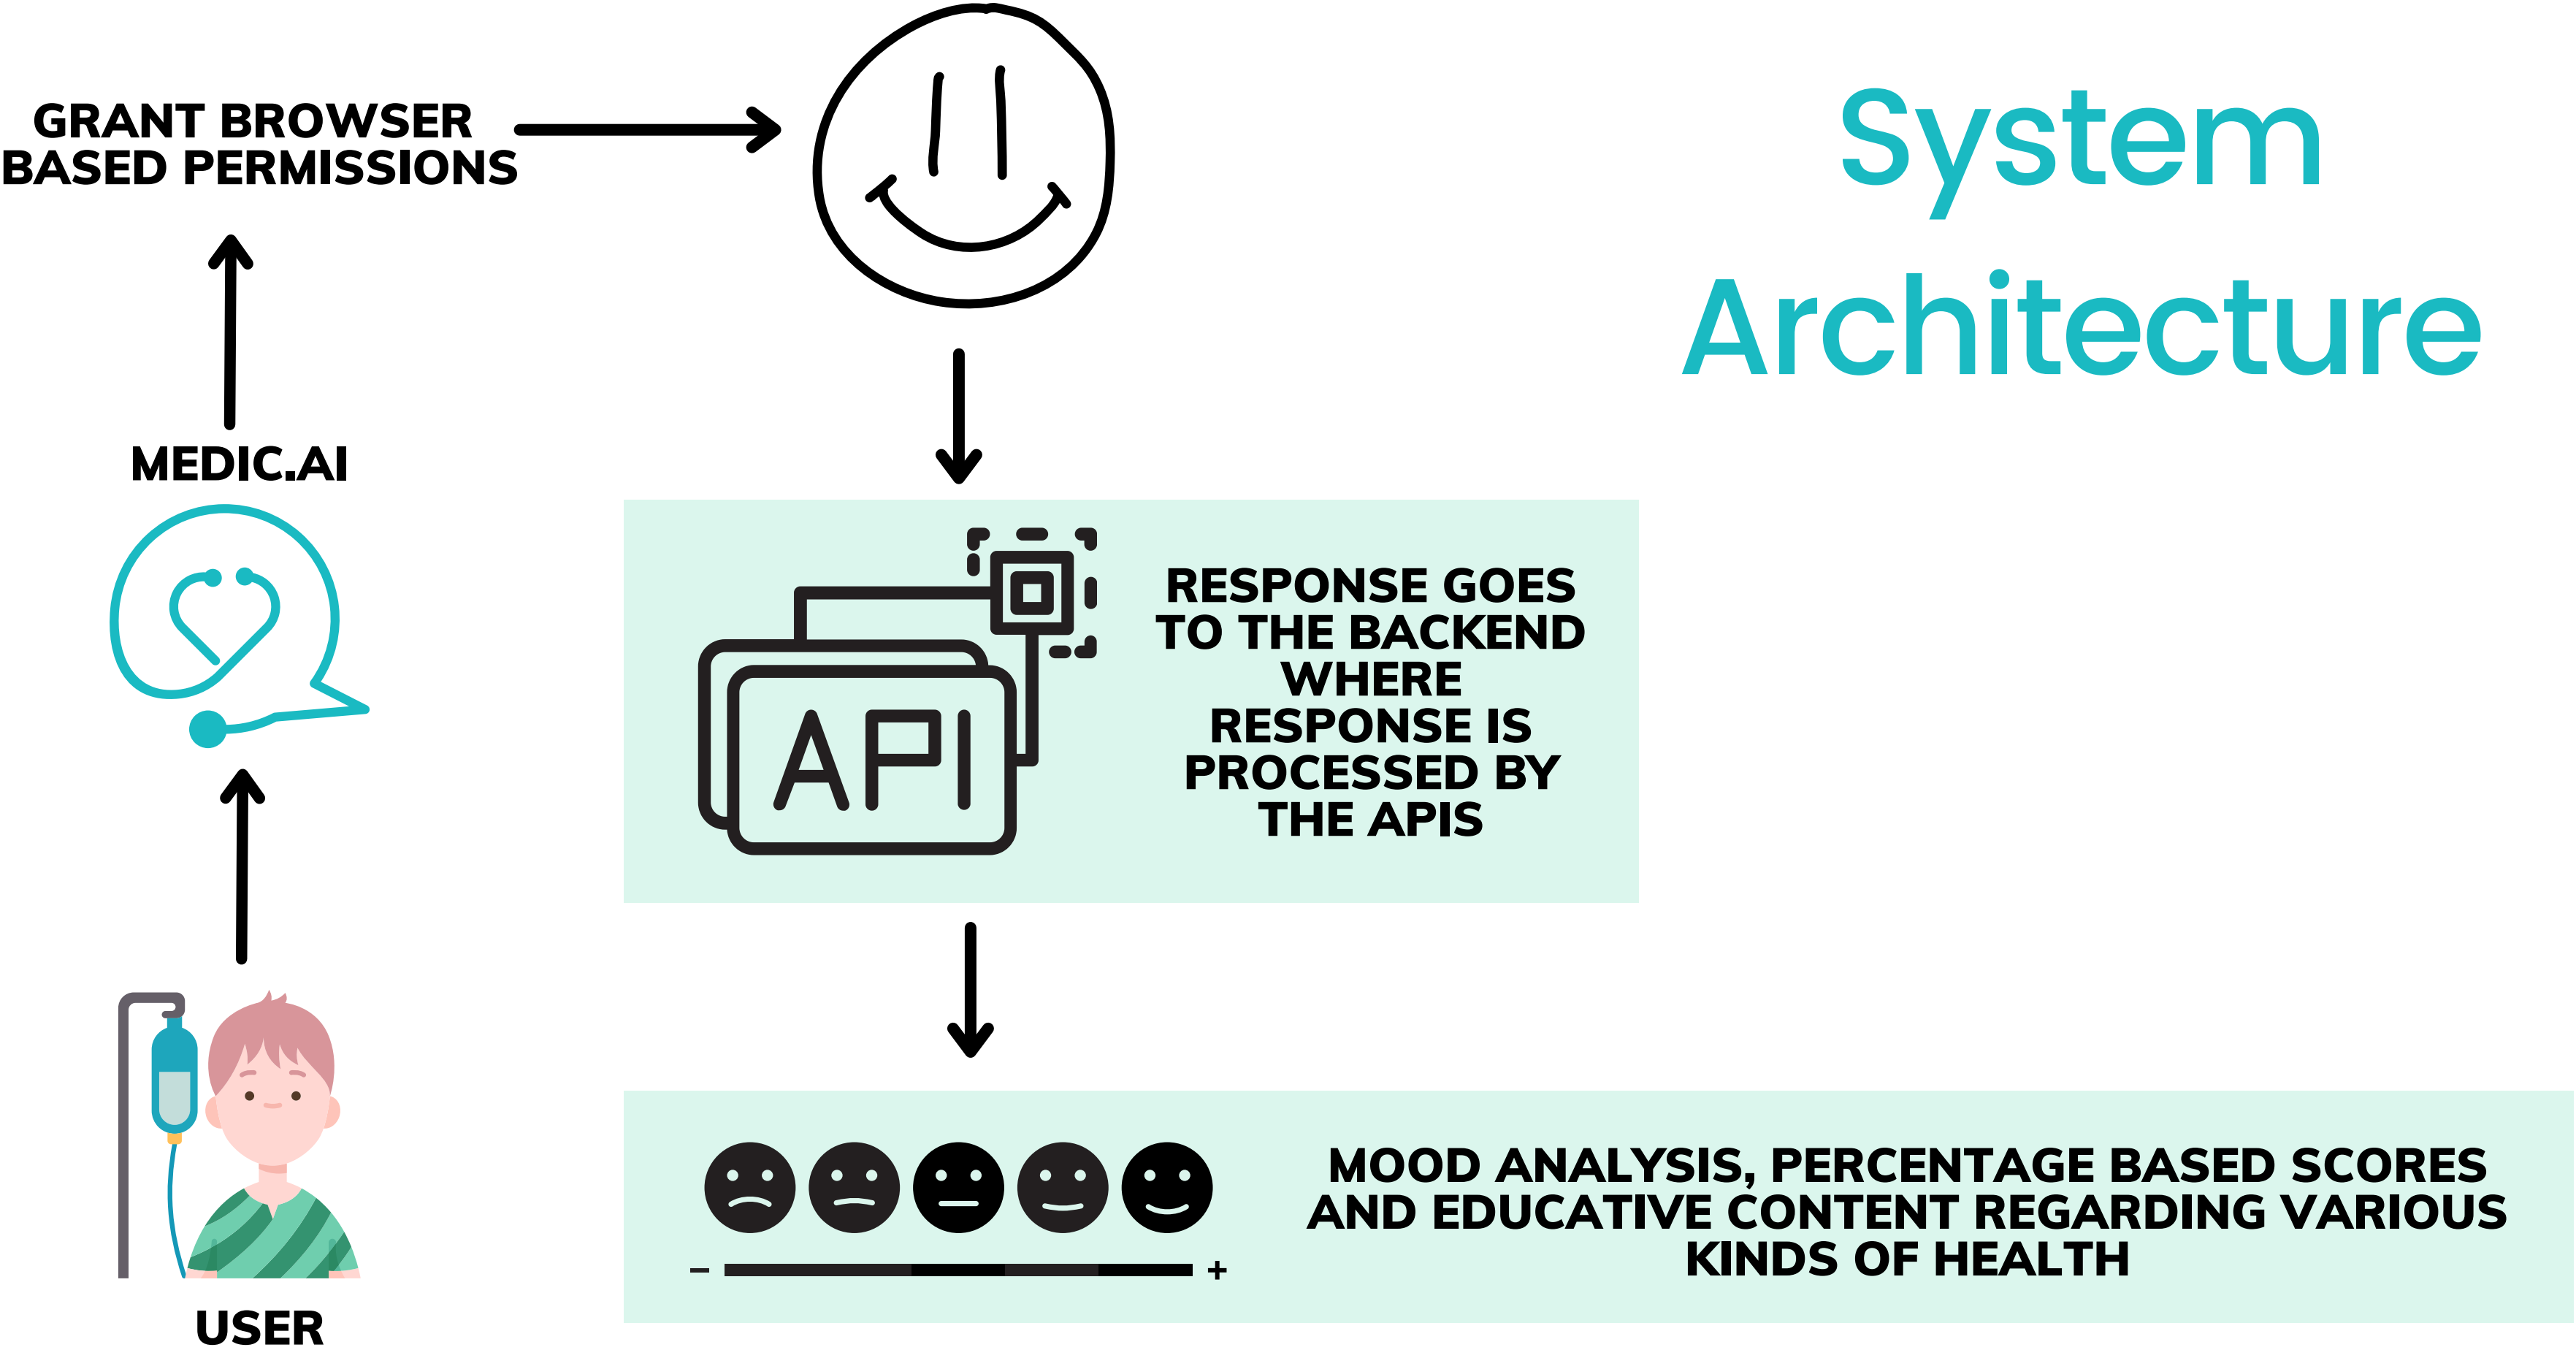 System
Architecture
GRANT BROWSER
BASED PERMISSIONS
MEDIC.AI
USER
API
RESPONSE GOES
TO THE BACKEND
WHERE
RESPONSE IS
PROCESSED BY
THE APIS
- +
MOOD ANALYSIS, PERCENTAGE BASED SCORES
AND EDUCATIVE CONTENT REGARDING VARIOUS
KINDS OF HEALTH